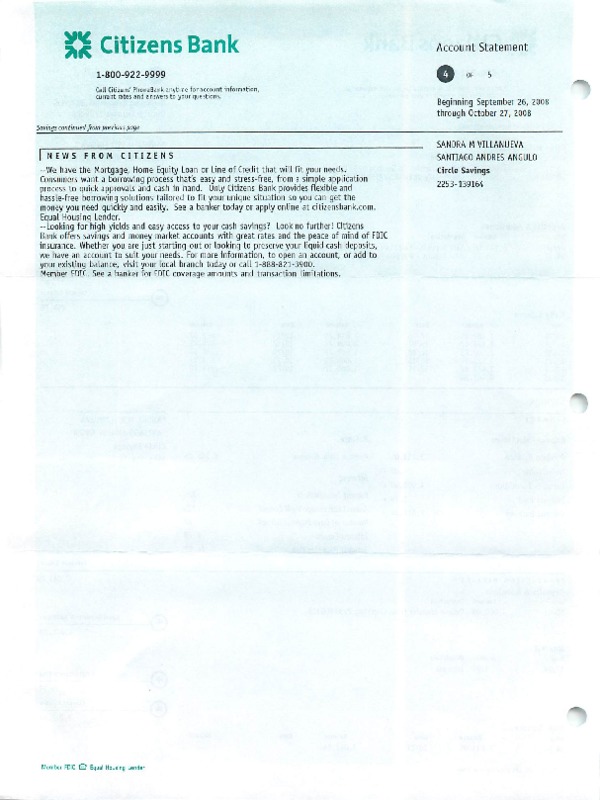 Citizens Bank
Account Statement
1-800-922-9999
4 OF 5
Call Citizens' PhoneBank anytime for account information,
current rates and answers to your questions.
Beginning September 26, 2008
through October 27, 2008
Savings continued from previous page
SANDRA M VILLANUEVA
SANTIAGO ANDRES ANGULO
Circle Savings
2253-139164
NEWS FROM CITIZENS
--We have the Mortgage, Home Equity Loan or Line of Credit that will fit your needs.
Consumers want a borrowing process that's easy and stress-free, from a simple application
process to quick approvals and cash in hand. Only Citizens Bank provides flexible and
hassle-free borrowing solutions tailored to fit your unique situation so you can get the
money you need quickly and easily. See a banker today or apply online at citizensbank.com.
Equal Housing Lender.
--Looking for high yields and easy access to your cash savings? Look no further! Citizens
Bank offers savings and money market accounts with great rates and the peace of mind of FDIC
insurance. Whether you are just starting out or looking to preserve your liquid cash deposits,
we have an account to suit your needs. For more information, to open an account, or add to
your existing balance, visit your local branch today or call 1-888-821-3900.
Member FDIC. See a banker for FDIC coverage amounts and transaction limitations.
Member FDIC Equal Housing Lender